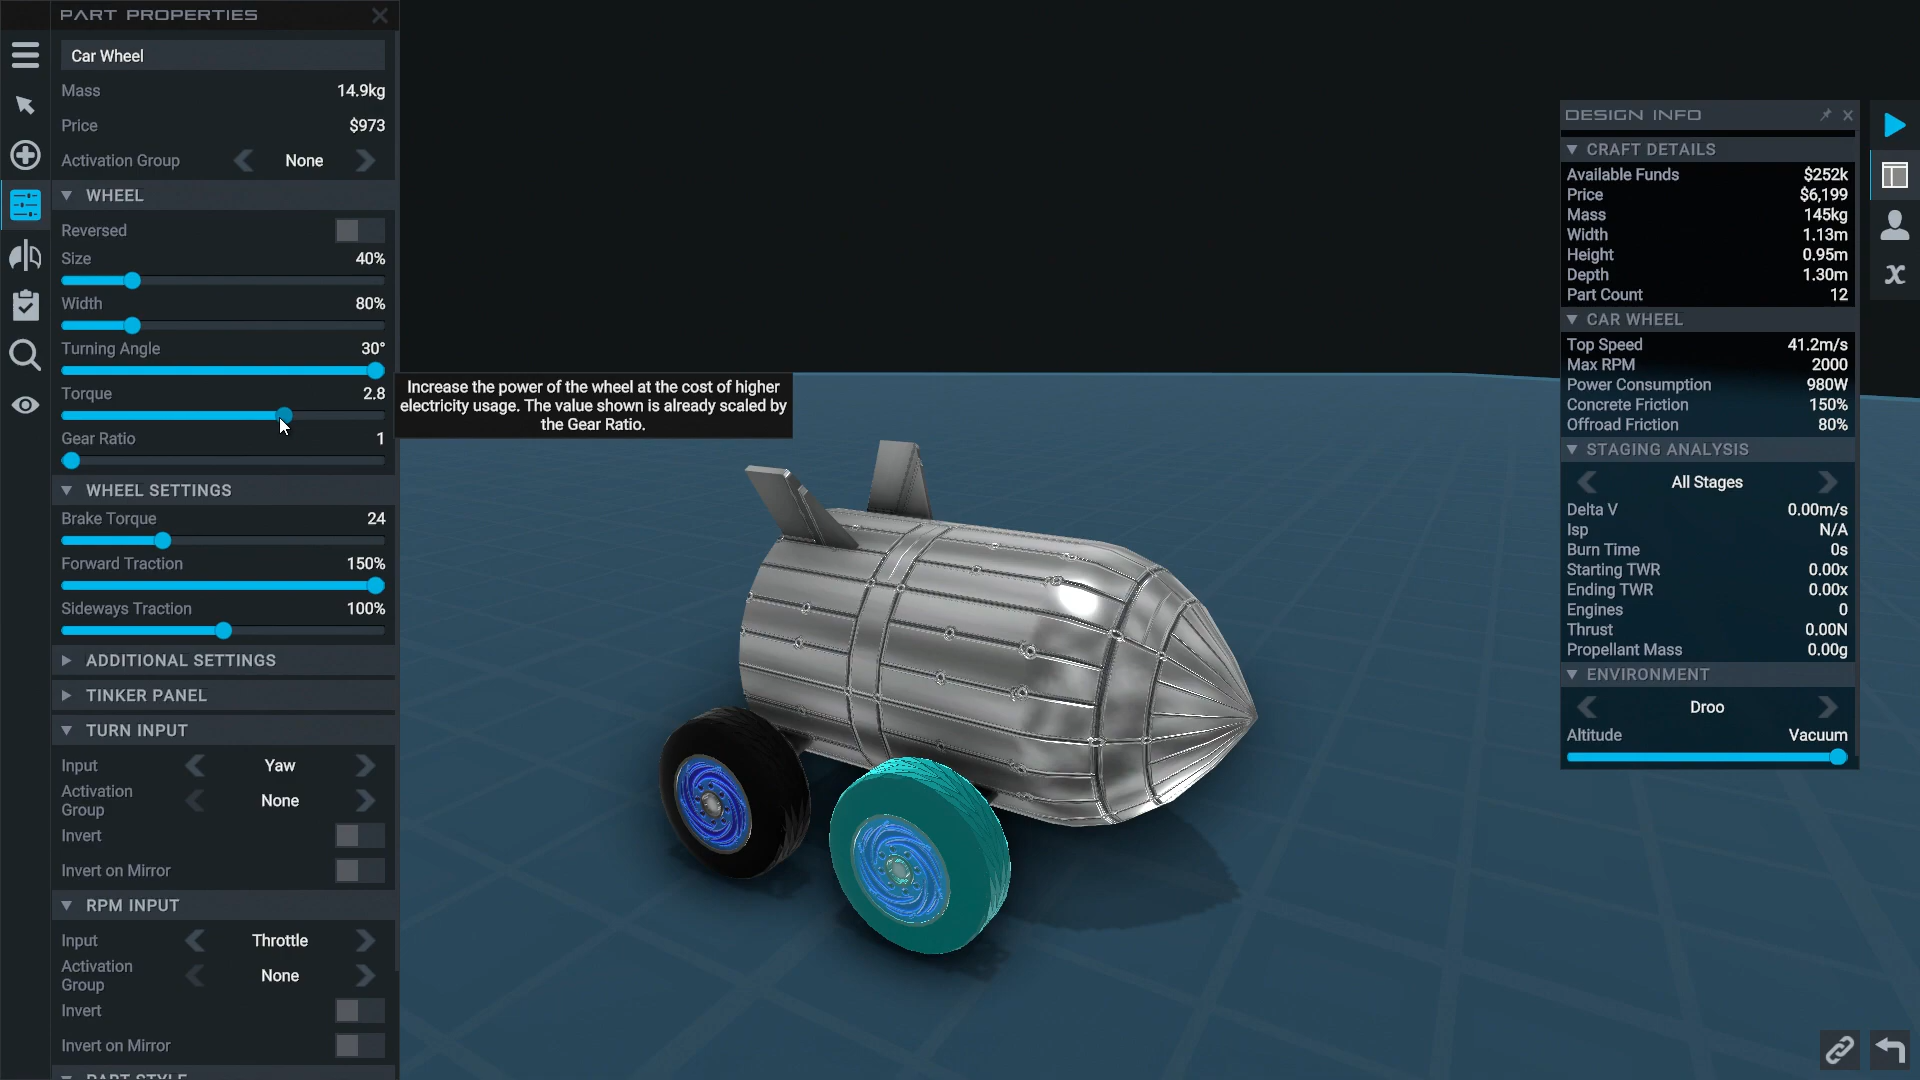 PART PROPERTIES
Car Wheel
Mass 14.9kg
Price $973
Activation Group None
WHEEL
Reversed
Size 40%
Width 80%
Turning Angle 30°
Torque 2.8
Gear Ratio 1
WHEEL SETTINGS
Brake Torque 24
Forward Traction 150%
Sideways Traction 100%
ADDITIONAL SETTINGS
TINKER PANEL
TURN INPUT
Input Yaw
Activation
Group None
Invert
Invert on Mirror
RPM INPUT
Input Throttle
Activation
Group None
Invert
Invert on Mirror
PART STYLE
Increase the power of the wheel at the cost of higher
electricity usage. The value shown is already scaled by
the Gear Ratio.
DESIGN INFO
CRAFT DETAILS
Available Funds $252k
Price $6,199
Mass 145kg
Width 1.13m
Height 0.95m
Depth 1.30m
Part Count 12
CAR WHEEL
Top Speed 41.2m/s
Max RPM 2000
Power Consumption 980W
Concrete Friction 150%
Offroad Friction 80%
STAGING ANALYSIS
All Stages
Delta V 0.00m/s
Isp N/A
Burn Time 0s
Starting TWR 0.00x
Ending TWR 0.00x
Engines 0
Thrust 0.00N
Propellant Mass 0.00g
ENVIRONMENT
Droo
Altitude Vacuum